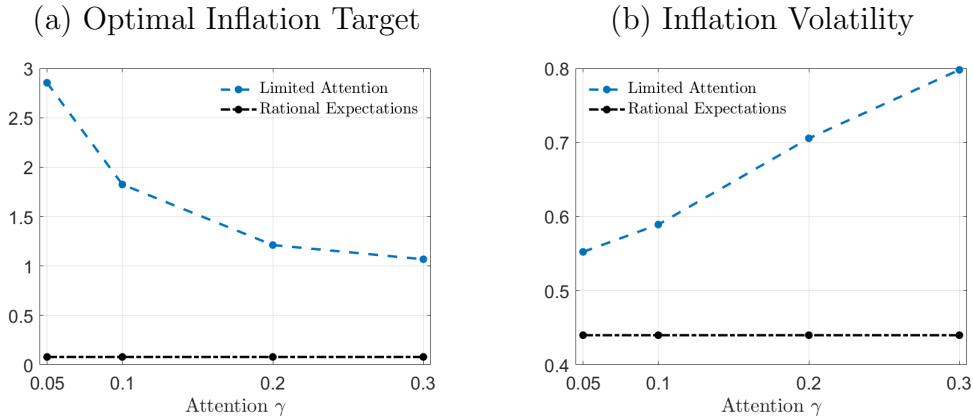 (a) Optimal Inflation Target
3
2.5
2
1.5
1
0.5
0
Limited Attention
Rational Expectations
0.05 0.1 0.2 0.3
Attention γ
(b) Inflation Volatility
0.8
0.7
0.6
0.5
0.4
Limited Attention
Rational Expectations
0.05 0.1 0.2 0.3
Attention γ